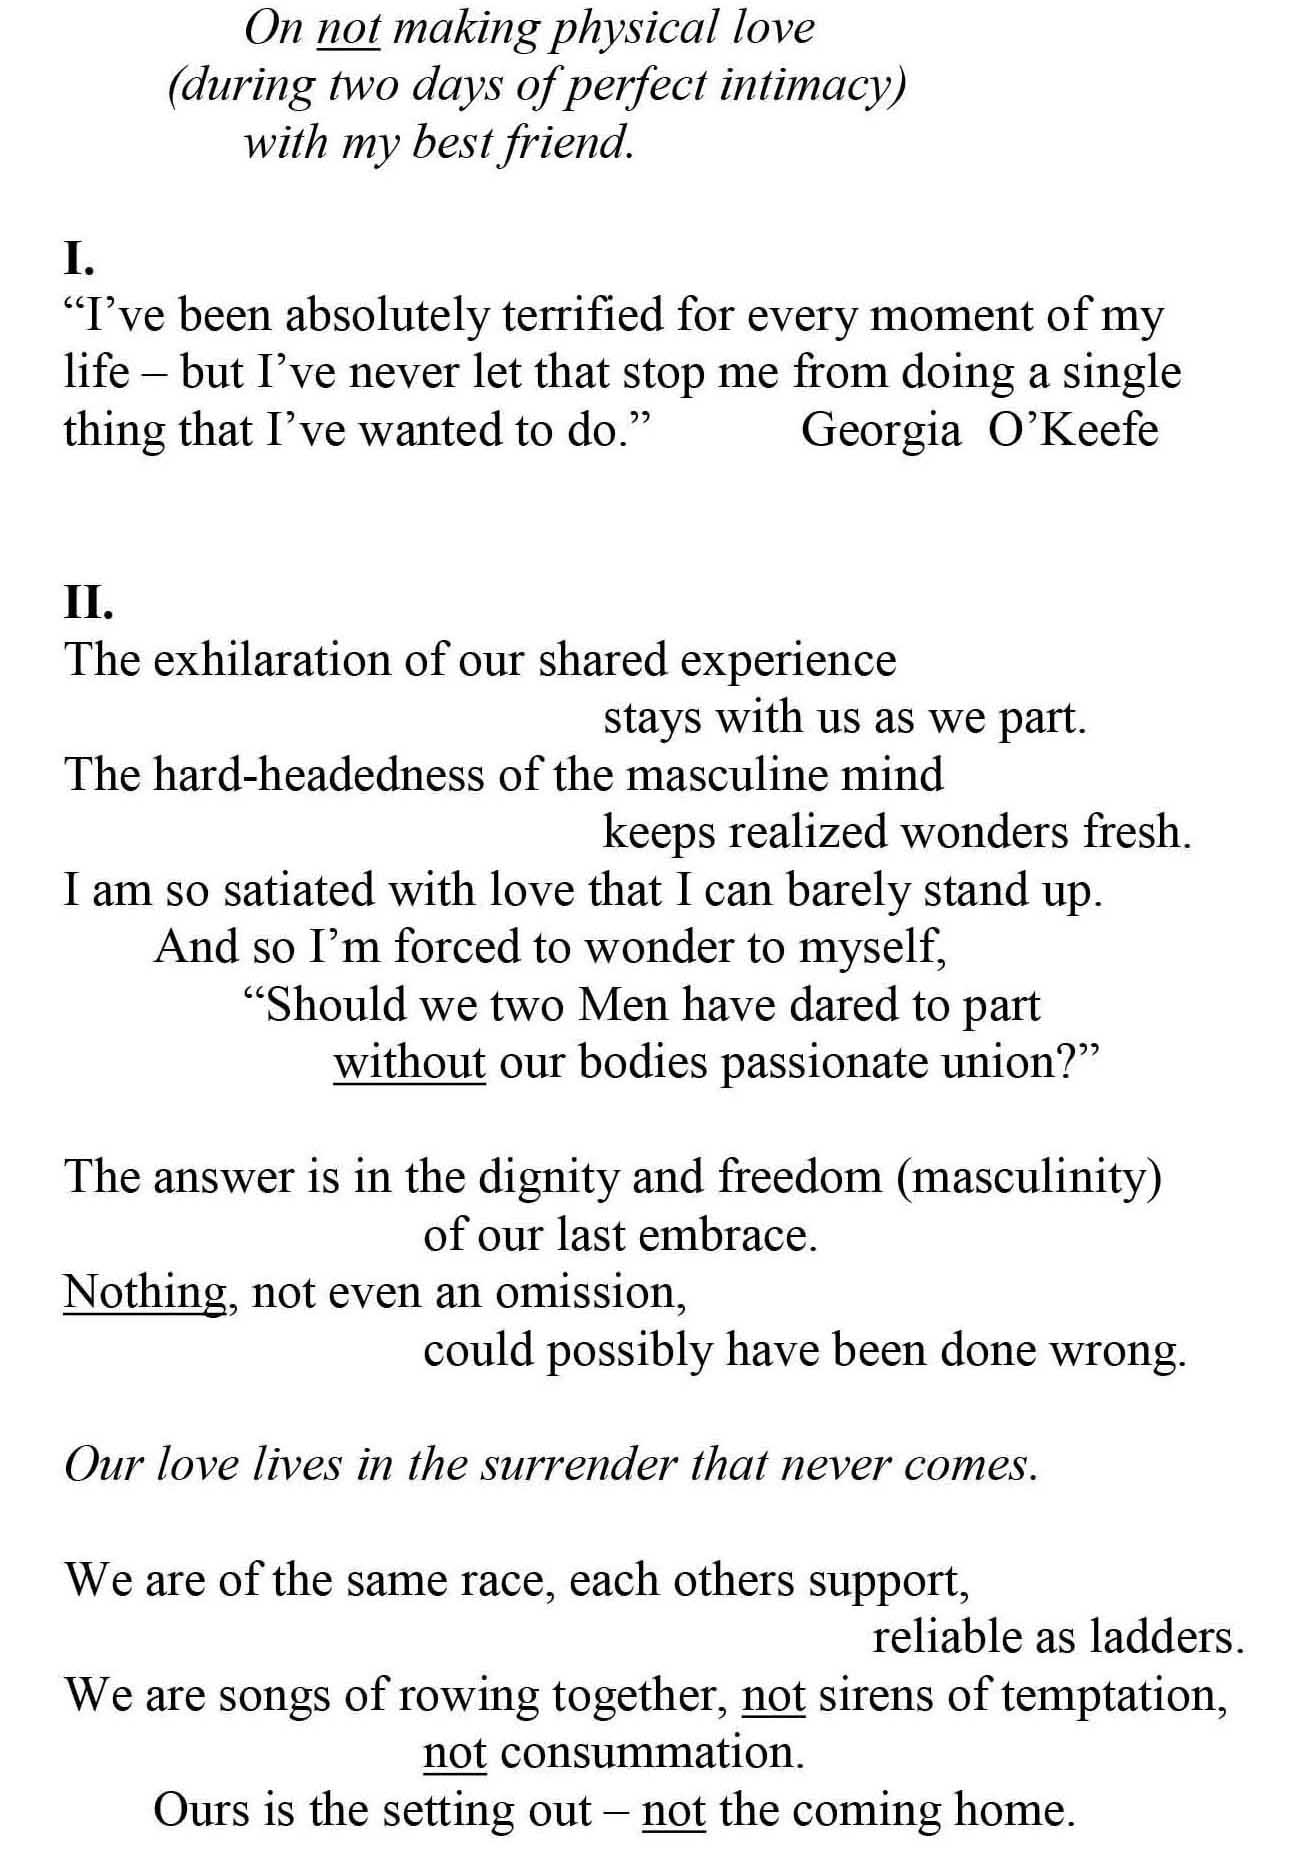 On not making physical love
(during two days of perfect intimacy)
with my best friend.
I.
“I’ve been absolutely terrified for every moment of my
life – but I’ve never let that stop me from doing a single
thing that I’ve wanted to do.” Georgia O’Keefe
II.
The exhilaration of our shared experience
stays with us as we part.
The hard-headedness of the masculine mind
keeps realized wonders fresh.
I am so satiated with love that I can barely stand up.
And so I’m forced to wonder to myself,
“Should we two Men have dared to part
without our bodies passionate union?”
The answer is in the dignity and freedom (masculinity)
of our last embrace.
Nothing, not even an omission,
could possibly have been done wrong.
Our love lives in the surrender that never comes.
We are of the same race, each others support,
reliable as ladders.
We are songs of rowing together, not sirens of temptation,
not consummation.
Ours is the setting out – not the coming home.